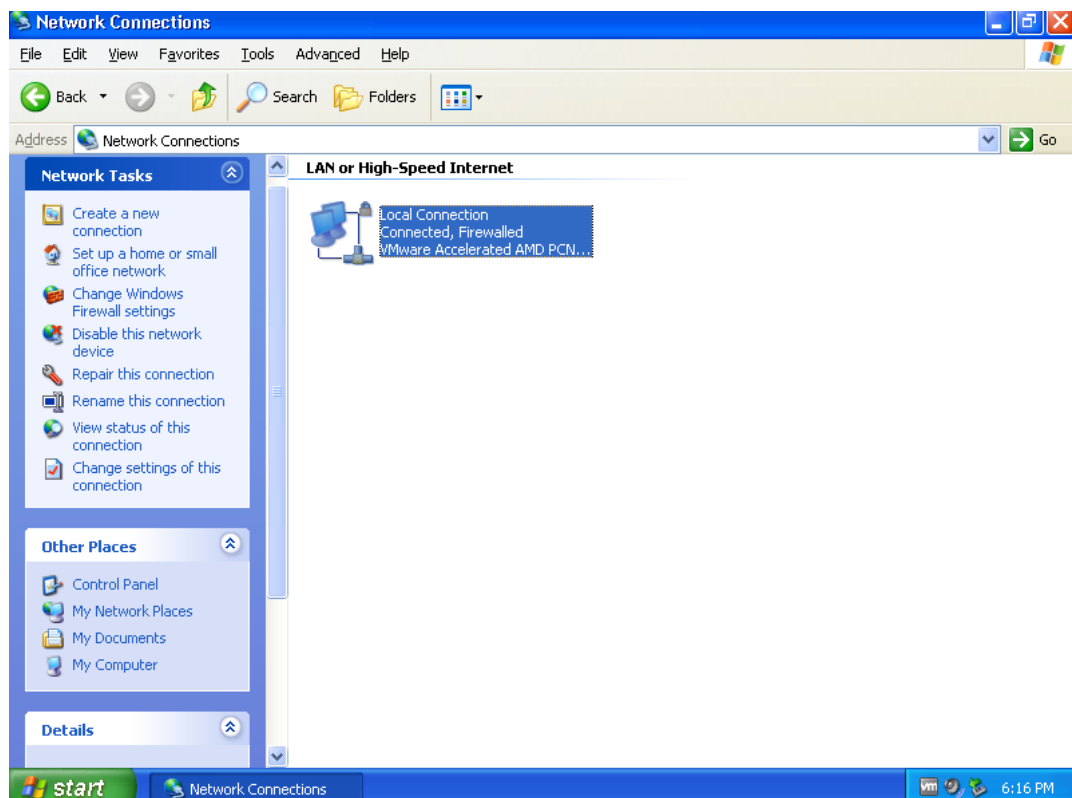 Network Connections
File Edit View Favorites Tools Advanced Help
Back Search Folders
Address Network Connections Go
Network Tasks
Create a new
connection
Set up a home or small
office network
Change Windows
Firewall settings
Disable this network
device
Repair this connection
Rename this connection
View status of this
connection
Change settings of this
connection
Other Places
Control Panel
My Network Places
My Documents
My Computer
Details
LAN or High-Speed Internet
Local Connection
Connected, Firewalled
VMware Accelerated AMD PCN...
start Network Connections vm 6:16 PM